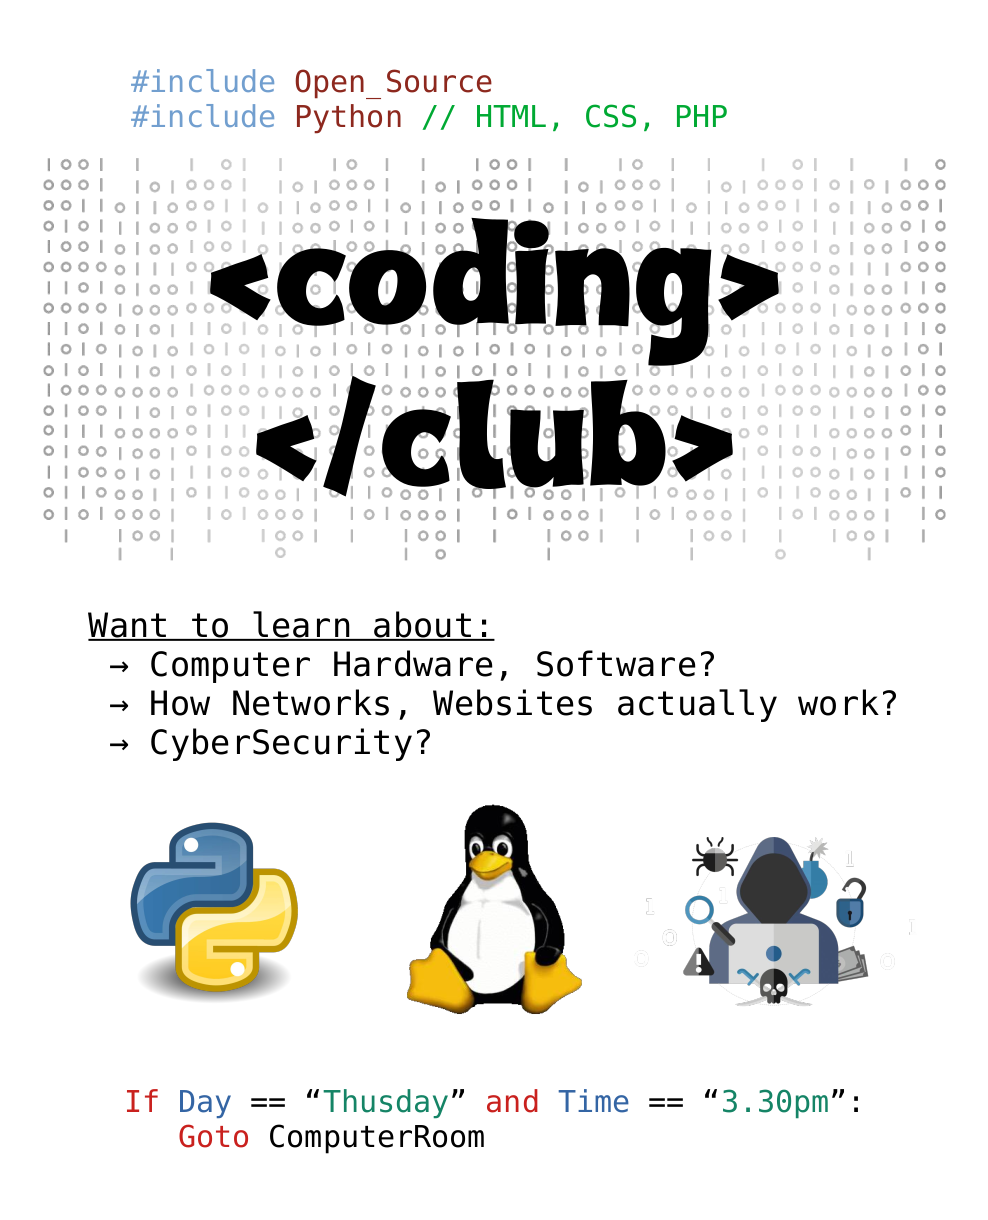 #include Open_Source
#include Python // HTML, CSS, PHP
<coding>
</club>
Want to learn about:
→ Computer Hardware, Software?
→ How Networks, Websites actually work?
→ CyberSecurity?
If Day == “Thusday” and Time == “3.30pm”:
Goto ComputerRoom